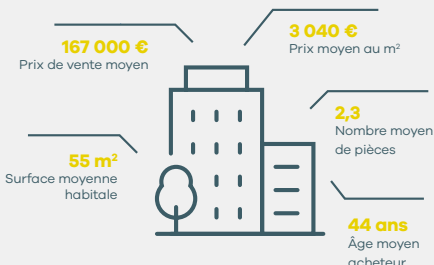 167 000 €
Prix de vente moyen
3 040 €
Prix moyen au m²
2,3
Nombre moyen
de pièces
55 m²
Surface moyenne
habitale
44 ans
Âge moyen
acheteur